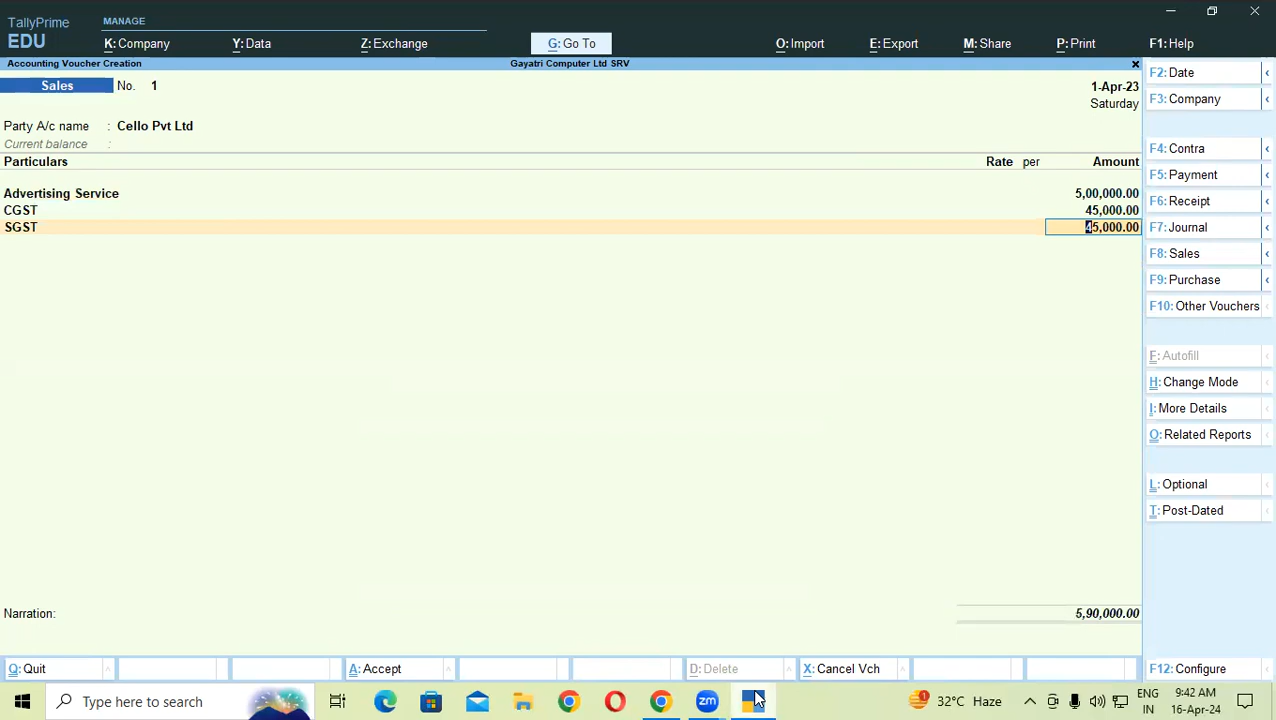 TallyPrime
EDU
MANAGE
K: Company
Y: Data
Z: Exchange
G: Go To
O: Import
E: Export
M: Share
P: Print
F1: Help
Accounting Voucher Creation
Gayatri Computer Ltd SRV
Sales No. 1
1-Apr-23
Saturday
Party A/c name : Cello Pvt Ltd
Current balance :
Particulars Rate per Amount
Advertising Service 5,00,000.00
CGST 45,000.00
SGST 45,000.00
Narration: 5,90,000.00
F2: Date
F3: Company
F4: Contra
F5: Payment
F6: Receipt
F7: Journal
F8: Sales
F9: Purchase
F10: Other Vouchers
F: Autofill
H: Change Mode
I: More Details
O: Related Reports
L: Optional
T: Post-Dated
Q: Quit
A: Accept
D: Delete
X: Cancel Vch
F12: Configure
Type here to search
1
32°C Haze
ENG
IN
9:42 AM
16-Apr-24